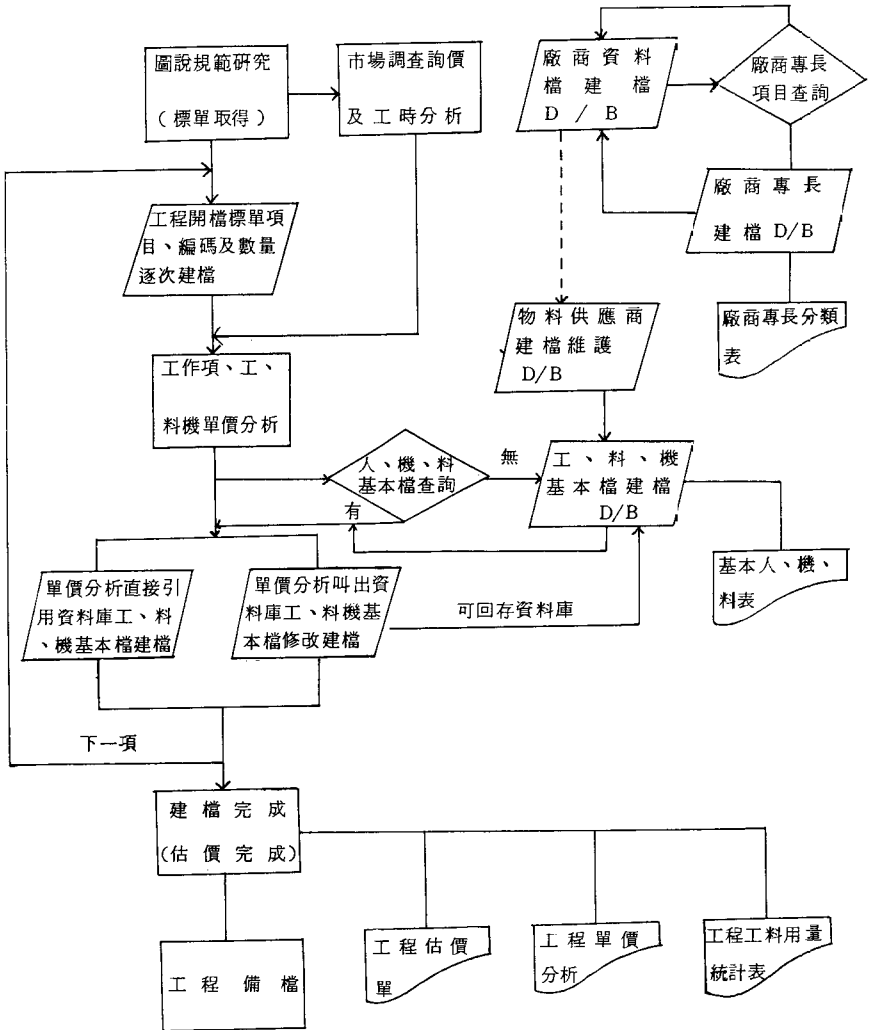 圖說規範研究
(標單取得)
市場調查詢價
及工時分析
廠商資料
檔建檔
D / B
廠商專長
項目查詢
廠商專長
建檔 D/B
廠商專長分類
表
工程開檔標單項
目、編碼及數量
逐次建檔
物料供應商
建檔維護
D/B
工作項、工、
料機單價分析
人、機、料
基本檔查詢
無
有
工、料、機
基本檔建檔
D/B
基本人、機、
料表
單價分析直接引
用資料庫工、料
、機基本檔建檔
單價分析叫出資
料庫工、料機基
本檔修改建檔
可回存資料庫
下一項
建檔完成
(估價完成)
工程備檔
工程估價
單
工程單價
分析
工程工料用量
統計表